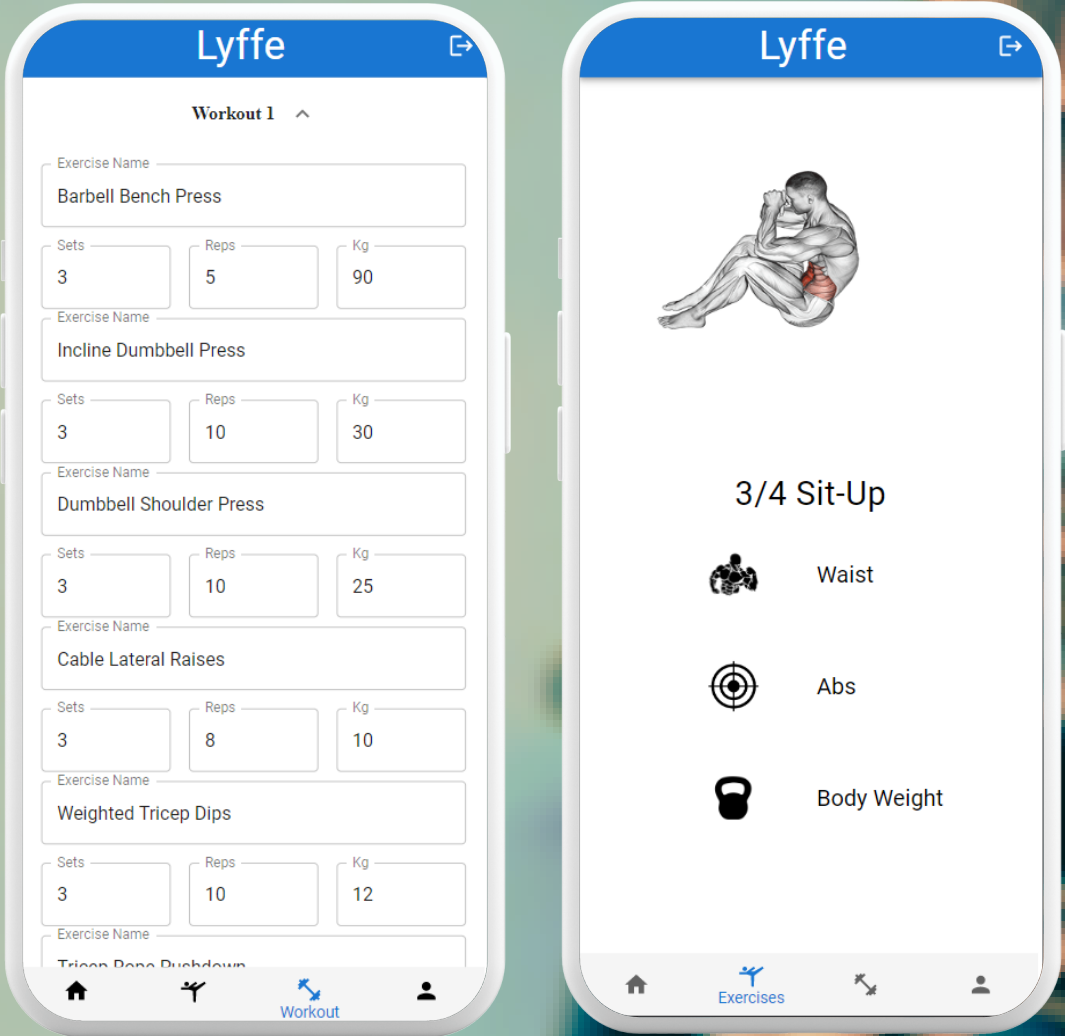 Lyffe
Workout 1
Exercise Name
Barbell Bench Press
Sets Reps Kg
3 5 90
Exercise Name
Incline Dumbbell Press
Sets Reps Kg
3 10 30
Exercise Name
Dumbbell Shoulder Press
Sets Reps Kg
3 10 25
Exercise Name
Cable Lateral Raises
Sets Reps Kg
3 8 10
Exercise Name
Weighted Tricep Dips
Sets Reps Kg
3 10 12
Exercise Name
Tricep Rope Pushdown
Workout
Lyffe
3/4 Sit-Up
Waist
Abs
Body Weight
Exercises